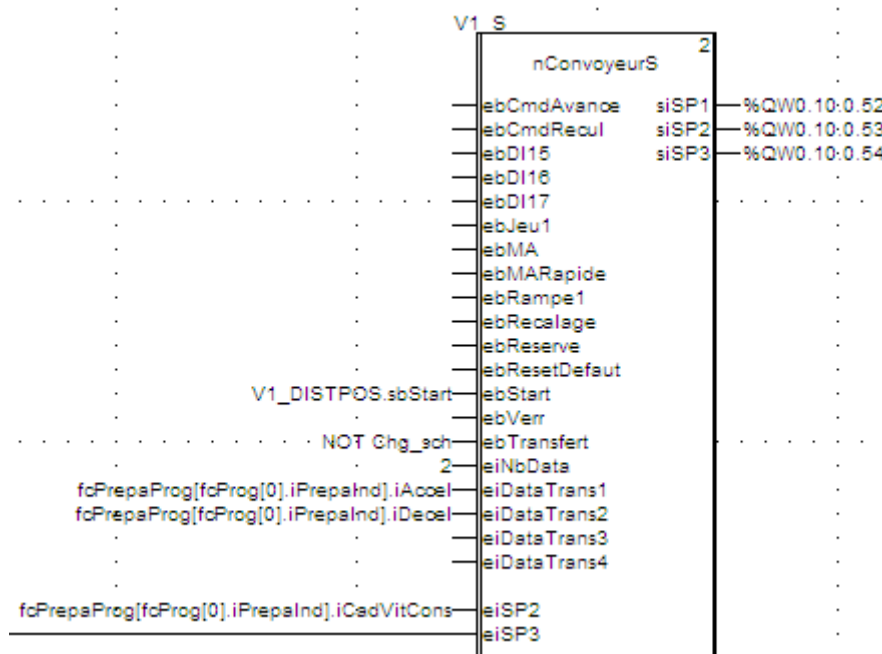 V1_S
2
nConvoyeurS
ebCmdAvance siSP1 %QW0.10.0.52
ebCmdRecul siSP2 %QW0.10.0.53
ebDI15 siSP3 %QW0.10.0.54
ebDI16
ebDI17
ebJeu1
ebMA
ebMARapide
ebRampe1
ebRecalage
ebReserve
ebResetDefaut
V1_DISTPOS.sbStart ebStart
ebVerr
NOT Chg_sch ebTransfert
2 eiNbData
fcPrepaProg[fcProg[0].iPrepaInd].iAccel eiDataTrans1
fcPrepaProg[fcProg[0].iPrepaInd].iDecel eiDataTrans2
eiDataTrans3
eiDataTrans4
fcPrepaProg[fcProg[0].iPrepaInd].iCadVitCons eiSP2
eiSP3